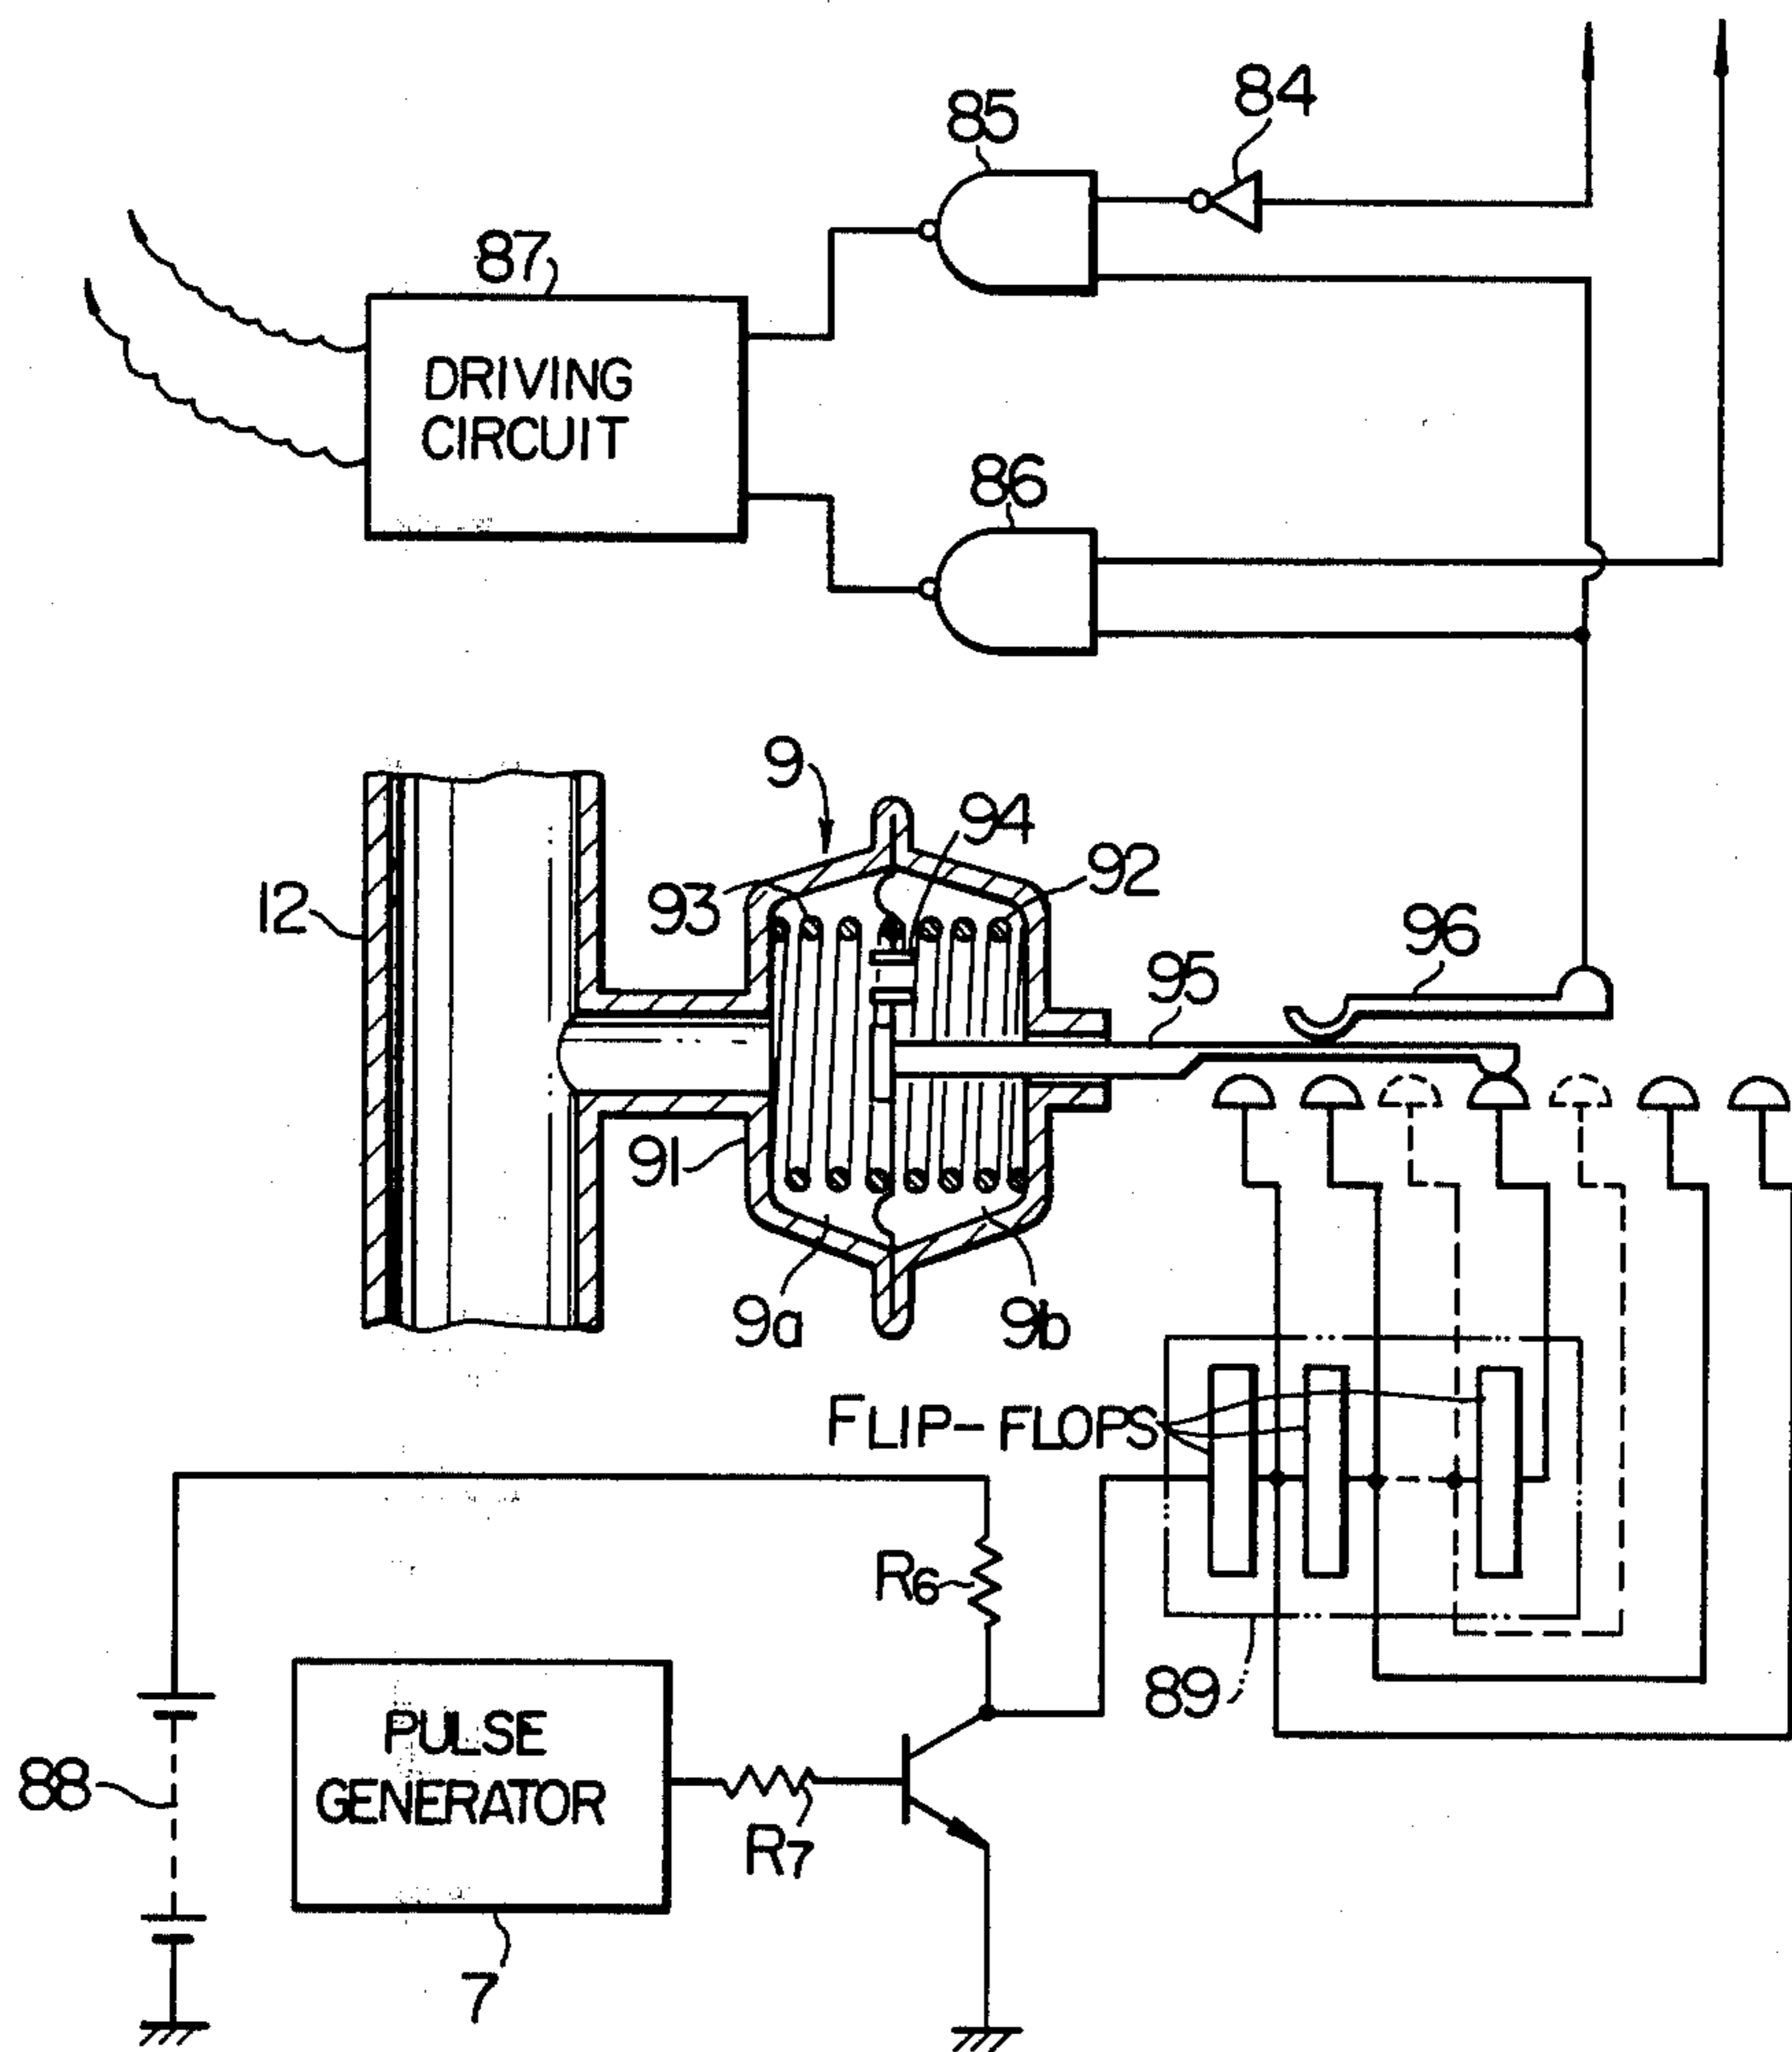 84
85
87
DRIVING
CIRCUIT
86
9
94
92
93
12
96
95
91
9a
9b
FLIP-FLOPS
R6
89
PULSE
GENERATOR
88
R7
7